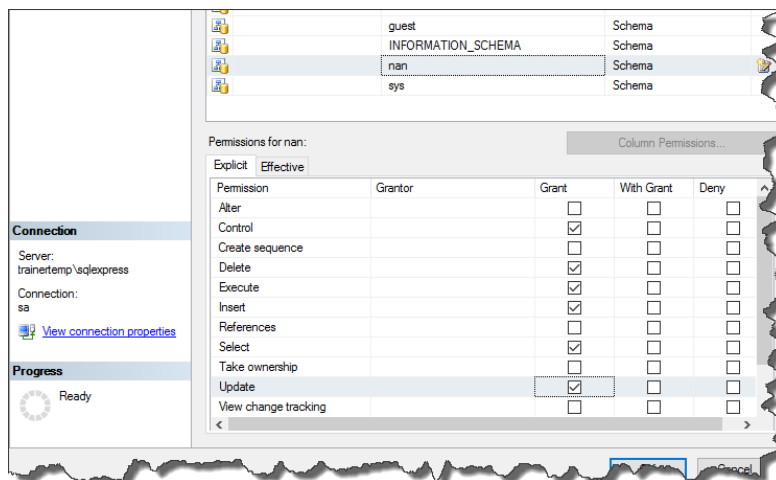 guest Schema
INFORMATION_SCHEMA Schema
nan Schema
sys Schema
Permissions for nan:
Column Permissions...
Explicit Effective
Permission Grantor Grant With Grant Deny
Alter
Control
Create sequence
Delete
Execute
Insert
References
Select
Take ownership
Update
View change tracking
Connection
Server:
trainertemp\sqlexpress
Connection:
sa
View connection properties
Progress
Ready
Cancel